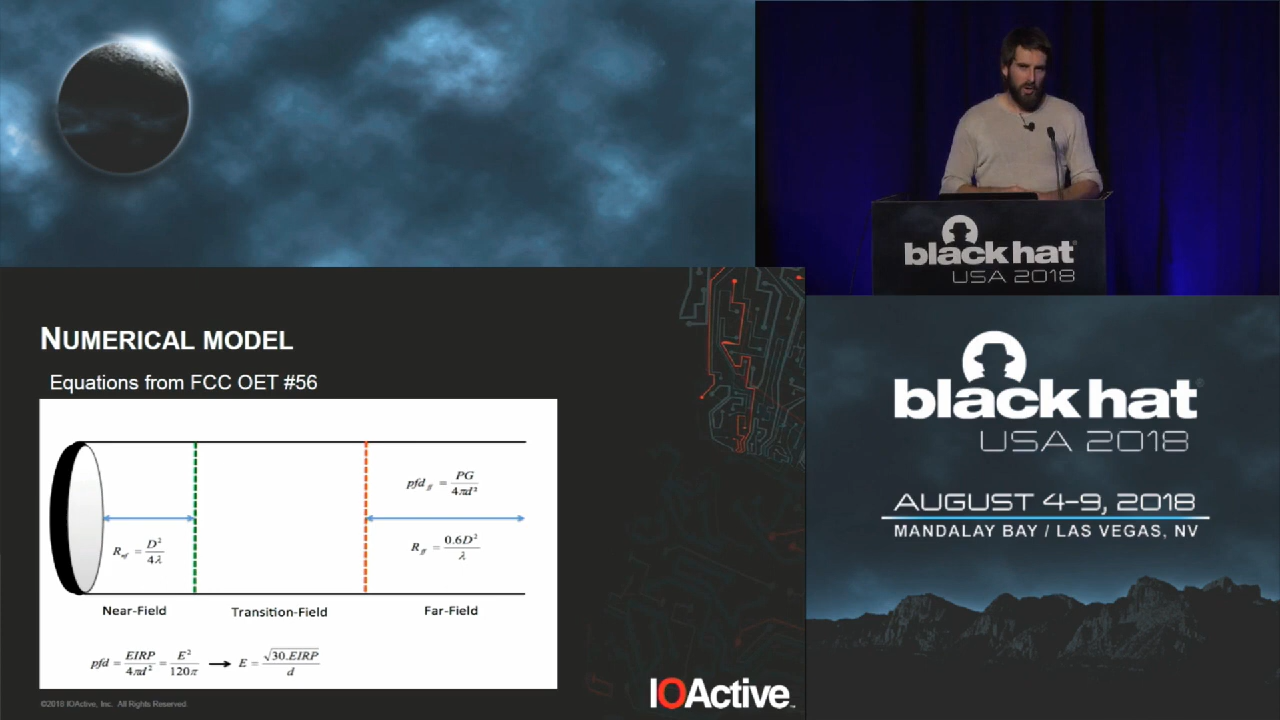 NUMERICAL MODEL
Equations from FCC OET #56
pfd_ff = PG / 4πd²
R_nf = D² / 4λ
R_ff = 0.6D² / λ
Near-Field
Transition-Field
Far-Field
pfd = EIRP / 4πd² = E² / 120π → E = √30.EIRP / d
©2018 IOActive, Inc. All Rights Reserved
IOActive™
black hat®
USA 2018
black hat®
USA 2018
AUGUST 4–9, 2018
MANDALAY BAY / LAS VEGAS, NV